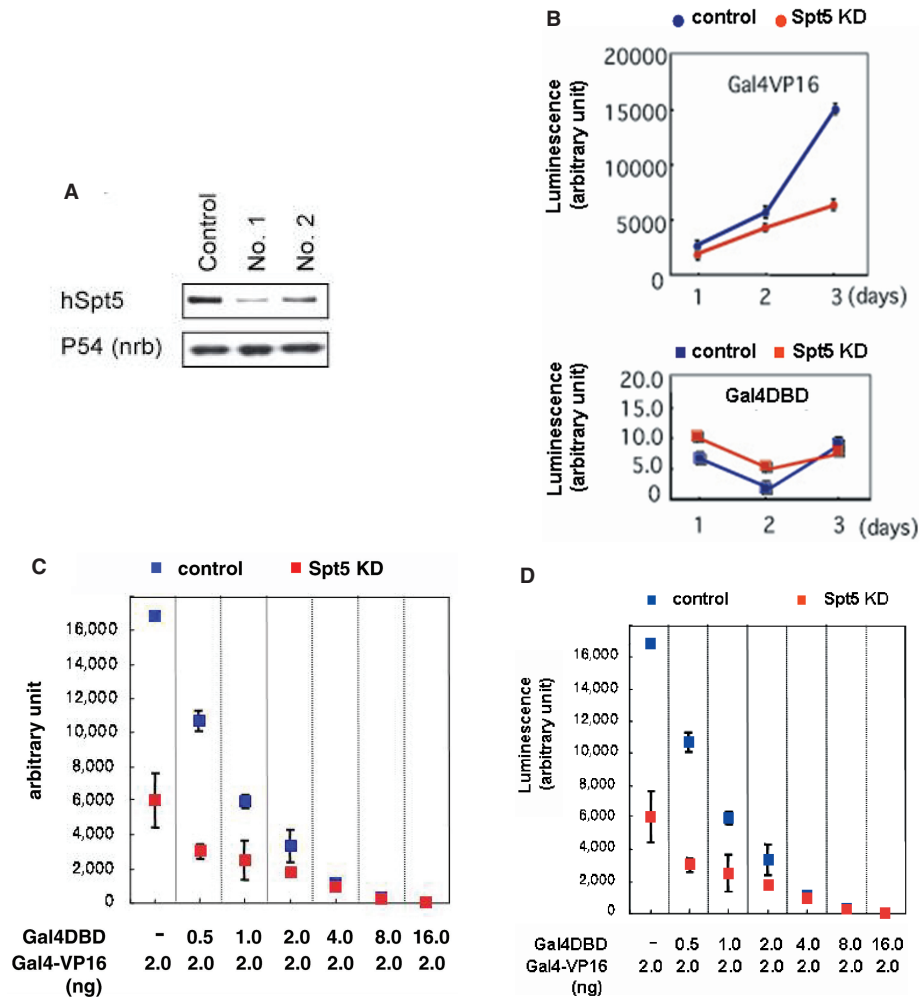 A
Control
No. 1
No. 2
hSpt5
P54 (nrb)
B
control Spt5 KD
Luminescence
(arbitrary unit)
20000
15000
10000
5000
0
Gal4VP16
1 2 3 (days)
control Spt5 KD
Luminescence
(arbitrary unit)
20.0
15.0
10.0
5.0
0
Gal4DBD
1 2 3 (days)
C
control Spt5 KD
arbitrary unit
16,000
14,000
12,000
10,000
8,000
6,000
4,000
2,000
0
Gal4DBD - 0.5 1.0 2.0 4.0 8.0 16.0
Gal4-VP16 2.0 2.0 2.0 2.0 2.0 2.0 2.0
(ng)
D
control Spt5 KD
Luminescence
(arbitrary unit)
16,000
14,000
12,000
10,000
8,000
6,000
4,000
2,000
0
Gal4DBD - 0.5 1.0 2.0 4.0 8.0 16.0
Gal4-VP16 2.0 2.0 2.0 2.0 2.0 2.0 2.0
(ng)